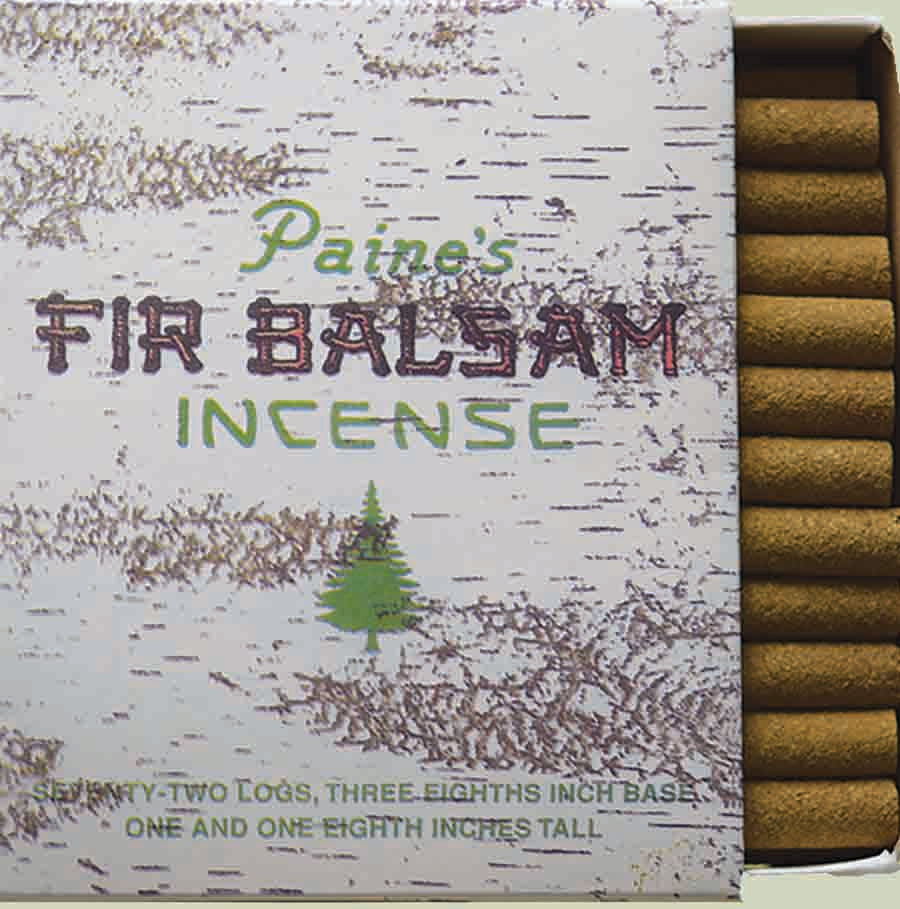 Paine's
FIR BALSAM
INCENSE
SEVENTY-TWO LOGS, THREE EIGHTHS INCH BASE
ONE AND ONE EIGHTH INCHES TALL